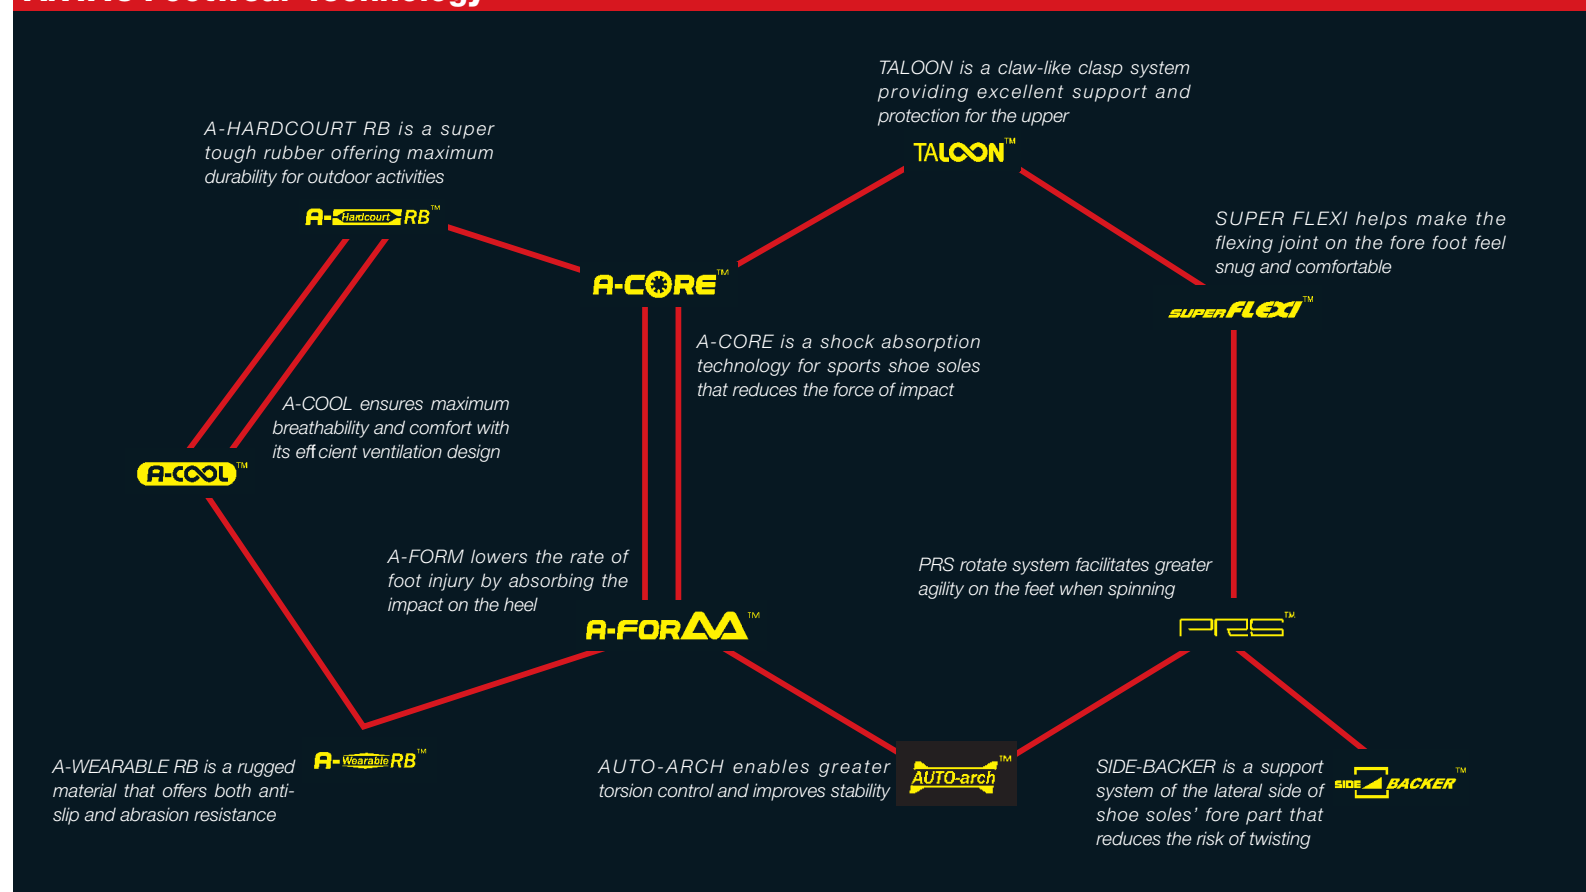 Footwear Technology
TALOON is a claw-like clasp system
providing excellent support and
protection for the upper
TALOON™
A-HARDCOURT RB is a super
tough rubber offering maximum
durability for outdoor activities
A-Hardcourt RB™
SUPER FLEXI helps make the
flexing joint on the fore foot feel
snug and comfortable
SUPER FLEXI™
A-CORE™
A-CORE is a shock absorption
technology for sports shoe soles
that reduces the force of impact
A-COOL ensures maximum
breathability and comfort with
its efficient ventilation design
A-COOL™
A-FORM lowers the rate of
foot injury by absorbing the
impact on the heel
A-FORM™
PRS rotate system facilitates greater
agility on the feet when spinning
PRS™
A-WEARABLE RB is a rugged
material that offers both anti-
slip and abrasion resistance
A-Wearable RB™
AUTO-ARCH enables greater
torsion control and improves stability
AUTO-arch™
SIDE-BACKER is a support
system of the lateral side of
shoe soles’ fore part that
reduces the risk of twisting
SIDE BACKER™